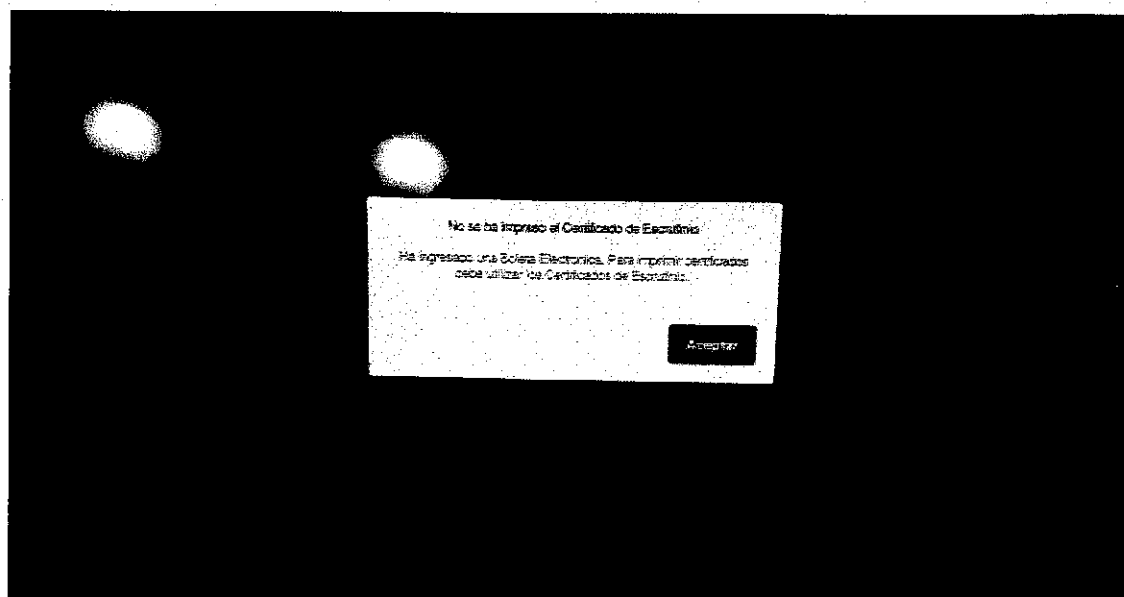 No se ha impreso el Certificado de Escrutinio
Ha ingresado una Boleta Electrónica. Para imprimir certificados
debe utilizar los Certificados de Escrutinio.
Aceptar